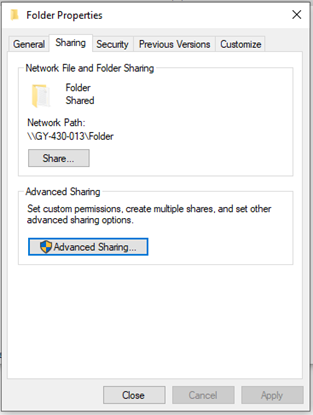 Folder Properties
General Sharing Security Previous Versions Customize
Network File and Folder Sharing
Folder
Shared
Network Path:
\\GY-430-013\Folder
Share...
Advanced Sharing
Set custom permissions, create multiple shares, and set other
advanced sharing options.
Advanced Sharing...
Close Cancel Apply